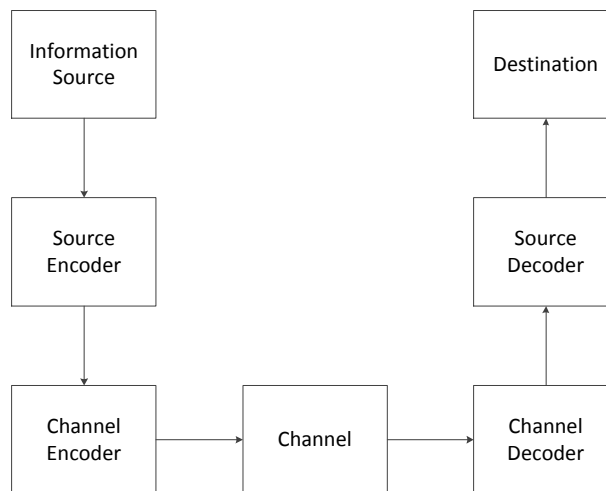 Information
Source
Destination
Source
Encoder
Source
Decoder
Channel
Encoder
Channel
Channel
Decoder